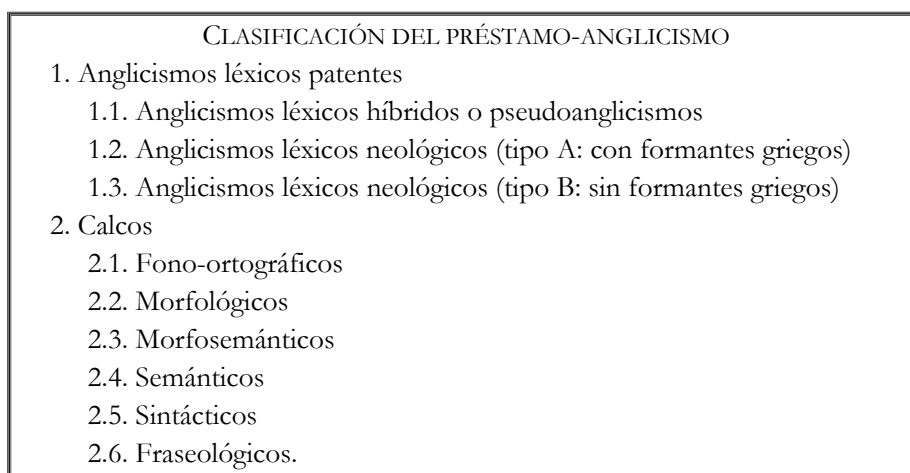 CLASIFICACIÓN DEL PRÉSTAMO-ANGLICISMO
1. Anglicismos léxicos patentes
1.1. Anglicismos léxicos híbridos o pseudoanglicismos
1.2. Anglicismos léxicos neológicos (tipo A: con formantes griegos)
1.3. Anglicismos léxicos neológicos (tipo B: sin formantes griegos)
2. Calcos
2.1. Fono-ortográficos
2.2. Morfológicos
2.3. Morfosemánticos
2.4. Semánticos
2.5. Sintácticos
2.6. Fraseológicos.